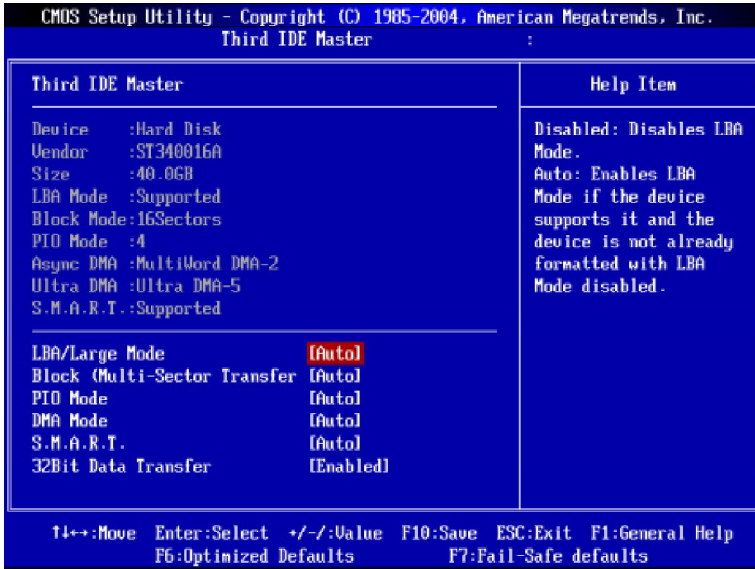 CMOS Setup Utility - Copyright (C) 1985-2004, American Megatrends, Inc.
Third IDE Master :
Third IDE Master
Device :Hard Disk
Vendor :ST340016A
Size :40.0GB
LBA Mode :Supported
Block Mode:16Sectors
PIO Mode :4
Async DMA :MultiWord DMA-2
Ultra DMA :Ultra DMA-5
S.M.A.R.T.:Supported
LBA/Large Mode [Auto]
Block (Multi-Sector Transfer [Auto]
PIO Mode [Auto]
DMA Mode [Auto]
S.M.A.R.T. [Auto]
32Bit Data Transfer [Enabled]
Help Item
Disabled: Disables LBA
Mode.
Auto: Enables LBA
Mode if the device
supports it and the
device is not already
formatted with LBA
Mode disabled.
↑↓↔:Move Enter:Select +/-/:Value F10:Save ESC:Exit F1:General Help
F6:Optimized Defaults F7:Fail-Safe defaults